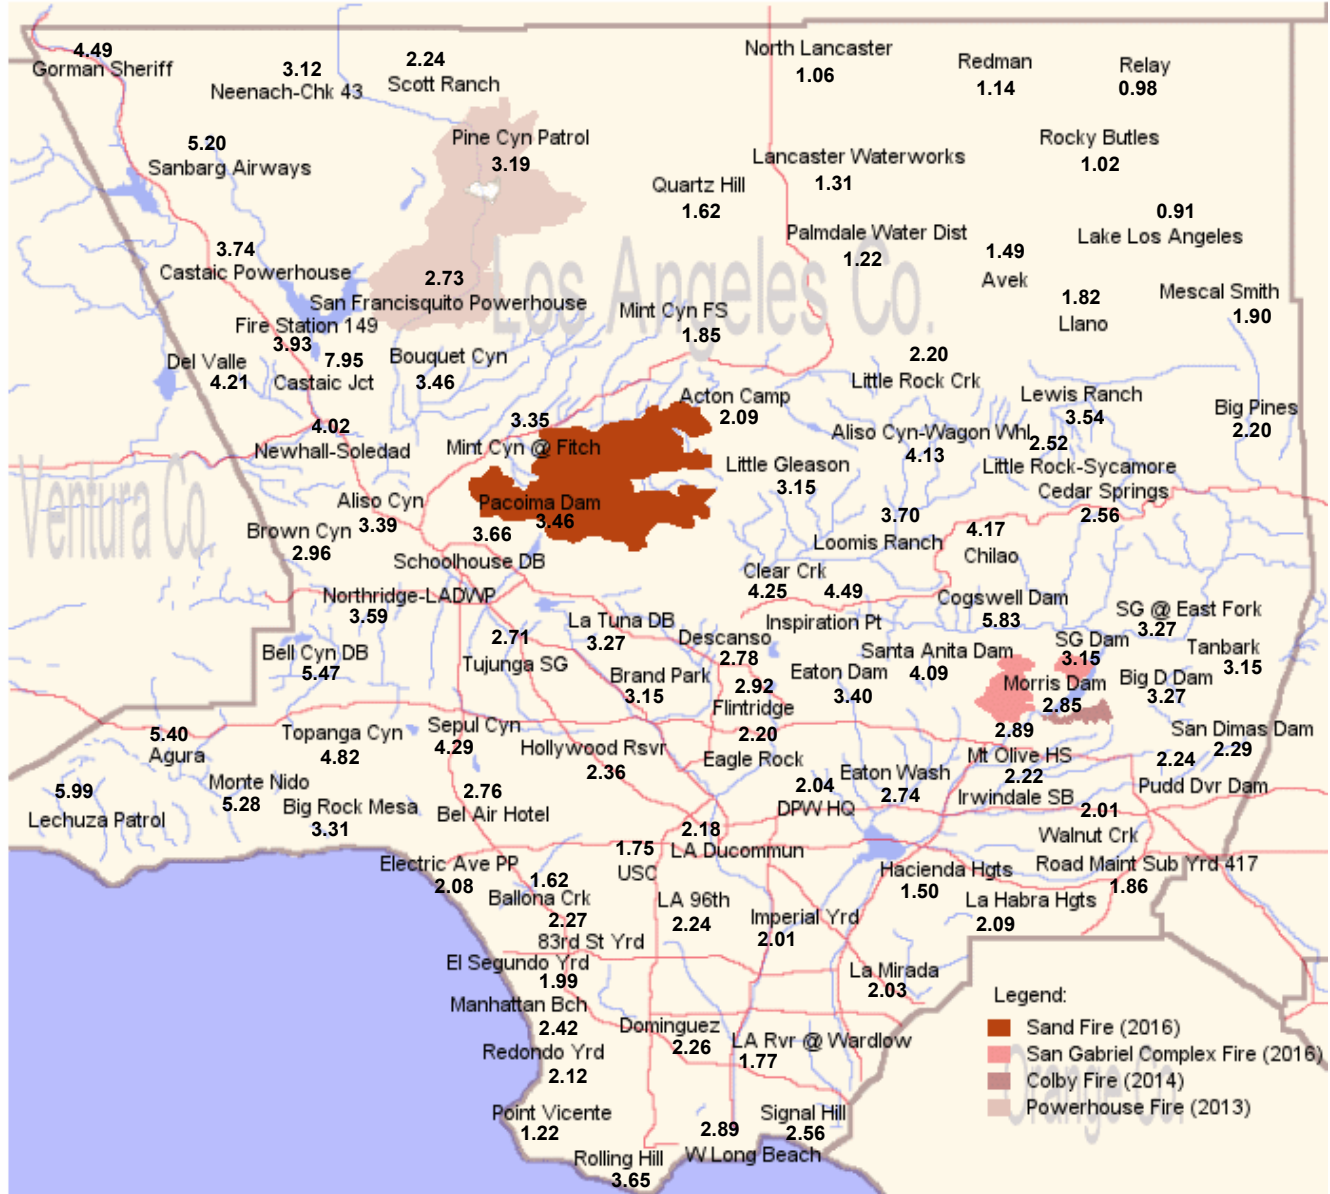 North Lancaster
1.06
4.49
Gorman Sheriff
3.12
Neenach-Chk 43
2.24
Scott Ranch
Redman
1.14
Relay
0.98
5.20
Sanbarg Airways
Pine Cyn Patrol
3.19
Lancaster Waterworks
1.31
Rocky Butles
1.02
Quartz Hill
1.62
0.91
Lake Los Angeles
3.74
Castaic Powerhouse
Palmdale Water Dist
1.22
1.49
Avek
Los Angeles Co.
2.73
San Francisquito Powerhouse
1.82
Llano
Mescal Smith
1.90
Fire Station 149
3.93
Mint Cyn FS
1.85
Del Valle
4.21
7.95
Castaic Jct
Bouquet Cyn
3.46
2.20
Little Rock Crk
Acton Camp
2.09
Lewis Ranch
3.54
Big Pines
2.20
4.02
Newhall-Soledad
3.35
Mint Cyn @ Fitch
Aliso Cyn-Wagon Whl
4.13
2.52
Little Rock-Sycamore
Little Gleason
3.15
Cedar Springs
2.56
Ventura Co.
Aliso Cyn
3.39
Pacoima Dam
3.46
Brown Cyn
2.96
3.66
Schoolhouse DB
3.70
Loomis Ranch
4.17
Chilao
Clear Crk
4.25
4.49
Inspiration Pt
Northridge-LADWP
3.59
Cogswell Dam
5.83
SG @ East Fork
3.27
2.71
Tujunga SG
La Tuna DB
3.27
Descanso
2.78
Santa Anita Dam
4.09
SG Dam
3.15
Tanbark
3.15
Bell Cyn DB
5.47
Brand Park
3.15
2.92
Flintridge
Eaton Dam
3.40
Morris Dam
2.85
Big D Dam
3.27
5.40
Agura
Topanga Cyn
4.82
Sepul Cyn
4.29
Hollywood Rsvr
2.36
2.20
Eagle Rock
2.89
Mt Olive HS
San Dimas Dam
2.29
5.99
Lechuza Patrol
Monte Nido
5.28
Big Rock Mesa
3.31
2.76
Bel Air Hotel
2.04
DPW HQ
Eaton Wash
2.74
2.22
Irwindale SB
2.24
Pudd Dvr Dam
2.01
Walnut Crk
2.18
LA Ducommun
1.75
USC
Electric Ave PP
2.08
1.62
Ballona Crk
Hacienda Hgts
1.50
Road Maint Sub Yrd 417
1.86
2.27
83rd St Yrd
LA 96th
2.24
Imperial Yrd
2.01
La Habra Hgts
2.09
El Segundo Yrd
1.99
La Mirada
2.03
Manhattan Bch
2.42
Dominguez
2.26
LA Rvr @ Wardlow
1.77
Redondo Yrd
2.12
Point Vicente
1.22
2.89
W Long Beach
Signal Hill
2.56
Rolling Hill
3.65
Orange Co.
Legend:
Sand Fire (2016)
San Gabriel Complex Fire (2016)
Colby Fire (2014)
Powerhouse Fire (2013)